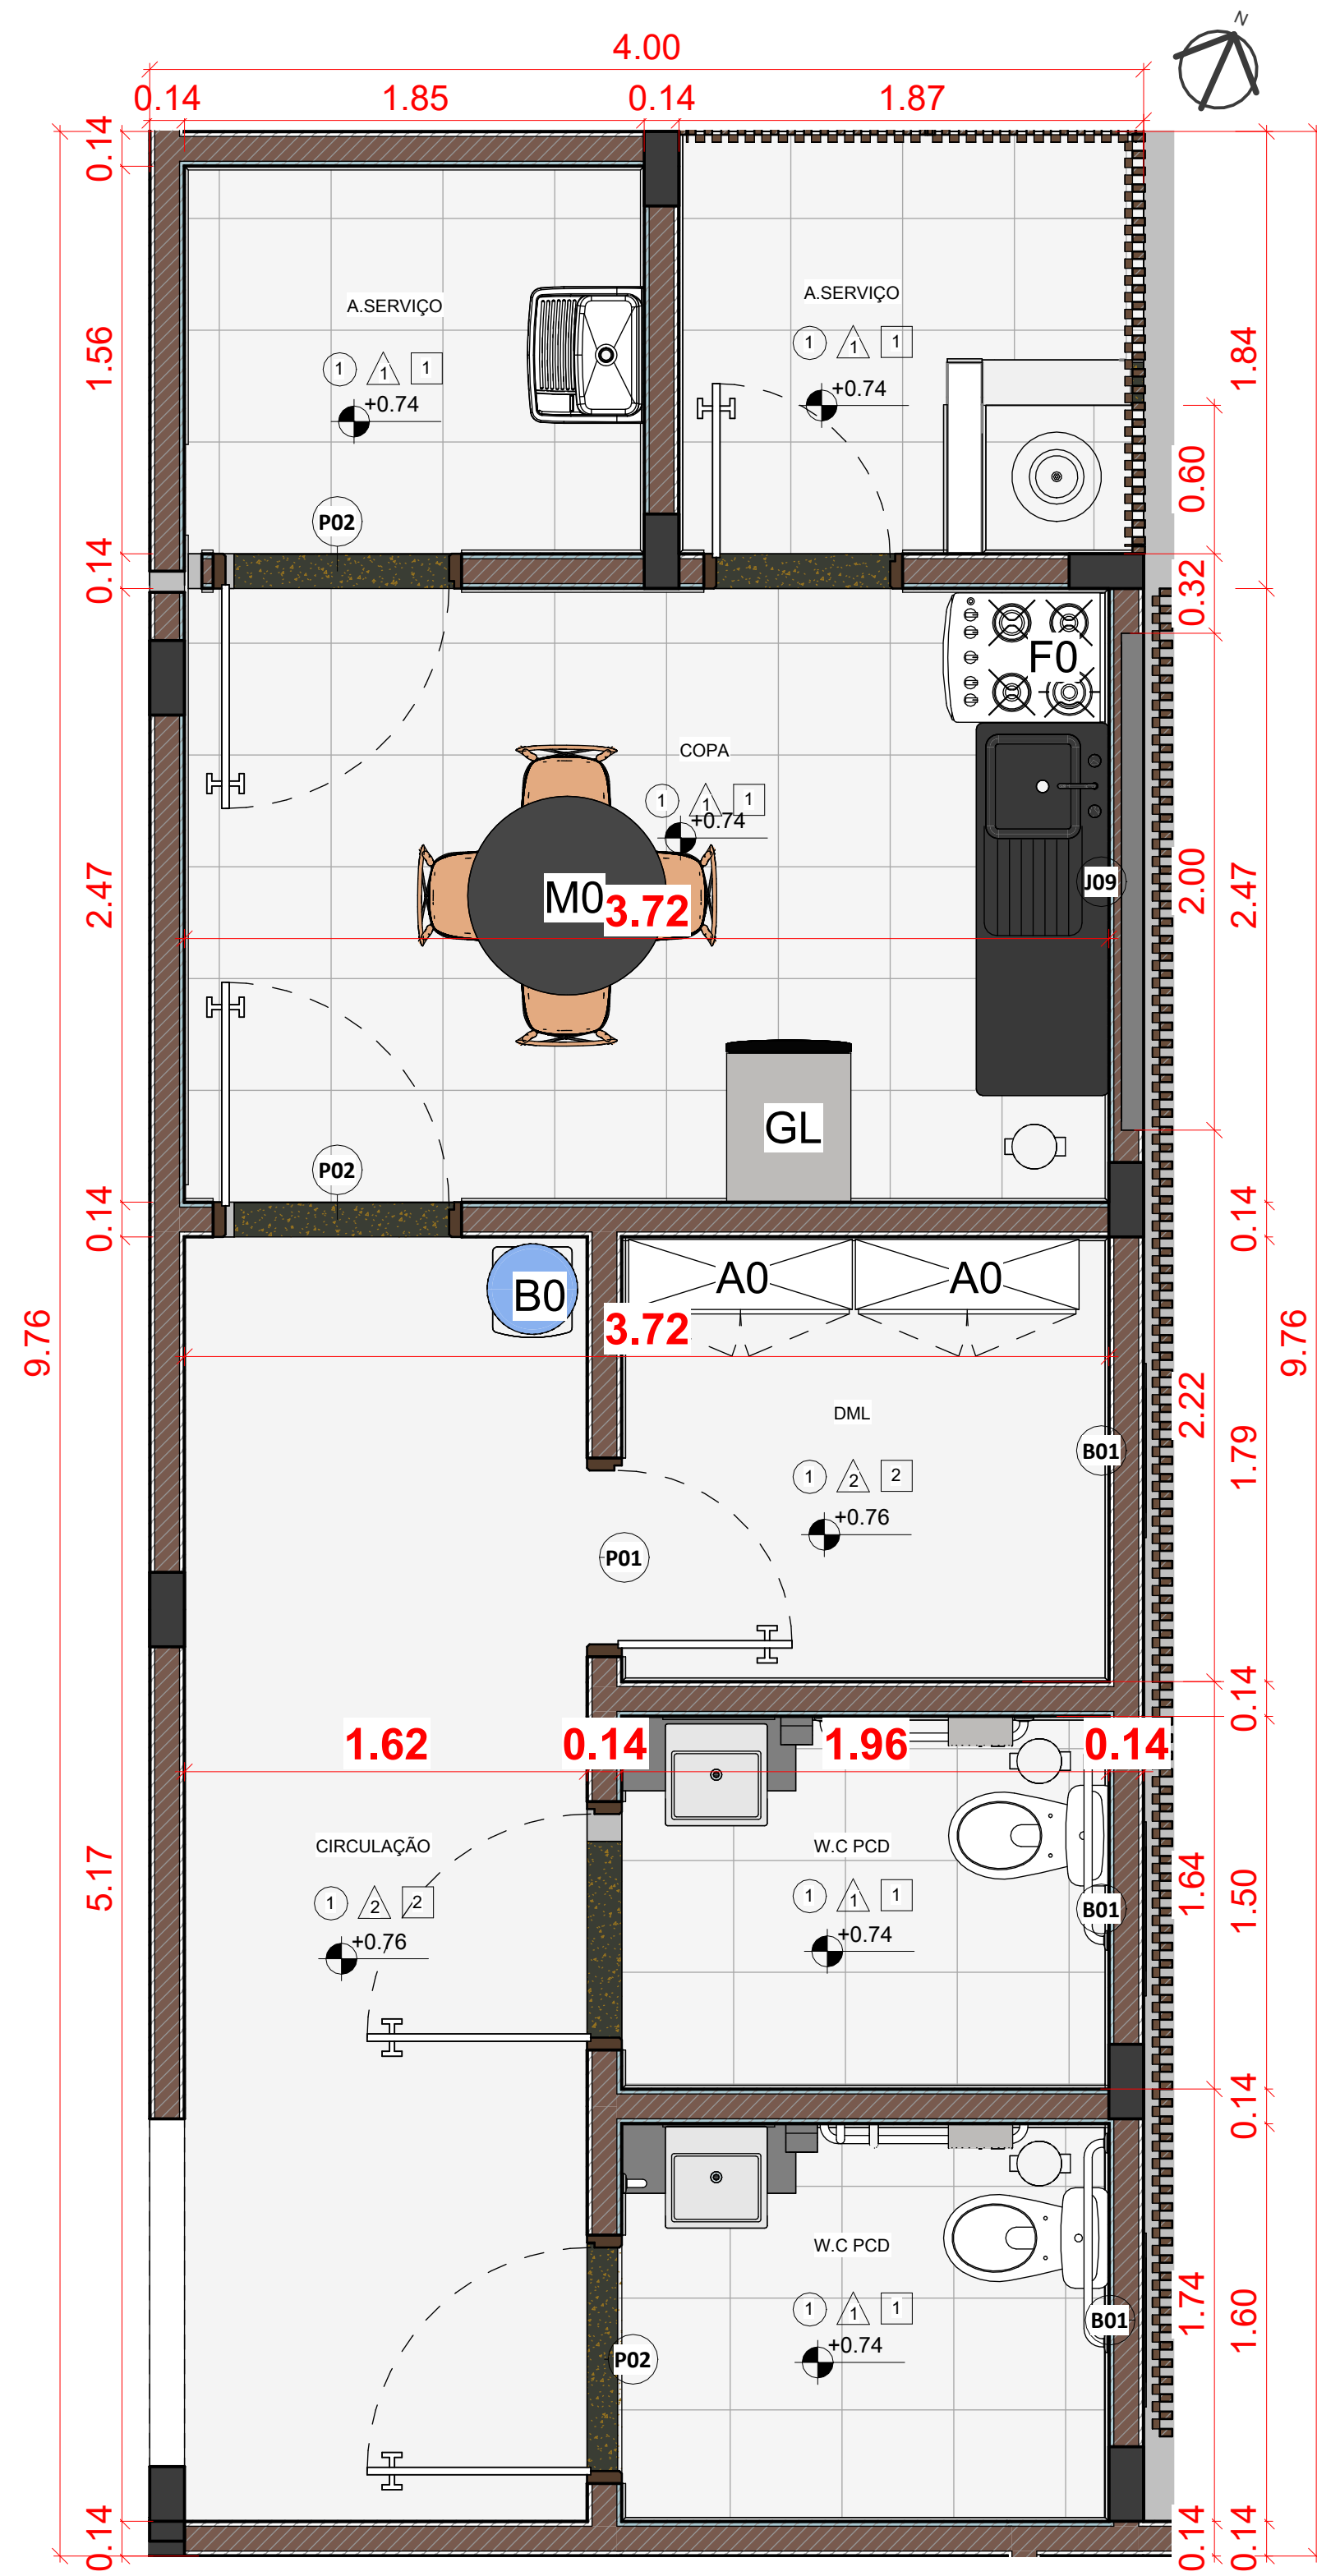 N
4.00
0.14
1.85
0.14
1.87
0.14
1.56
0.14
2.47
0.14
5.17
0.14
9.76
A.SERVIÇO
1
1
1
+0.74
P02
A.SERVIÇO
1
1
1
+0.74
1.84
0.60
0.32
2.00
2.47
F0
COPA
1
1
1
+0.74
M0
3.72
J09
GL
P02
0.14
B0
A0
A0
3.72
DML
1
2
2
+0.76
B01
P01
2.22
1.79
9.76
0.14
1.62
0.14
1.96
0.14
CIRCULAÇÃO
1
2
2
+0.76
W.C PCD
1
1
1
+0.74
B01
1.64
1.50
0.14
W.C PCD
1
1
1
+0.74
B01
P02
1.74
1.60
0.14
0.14